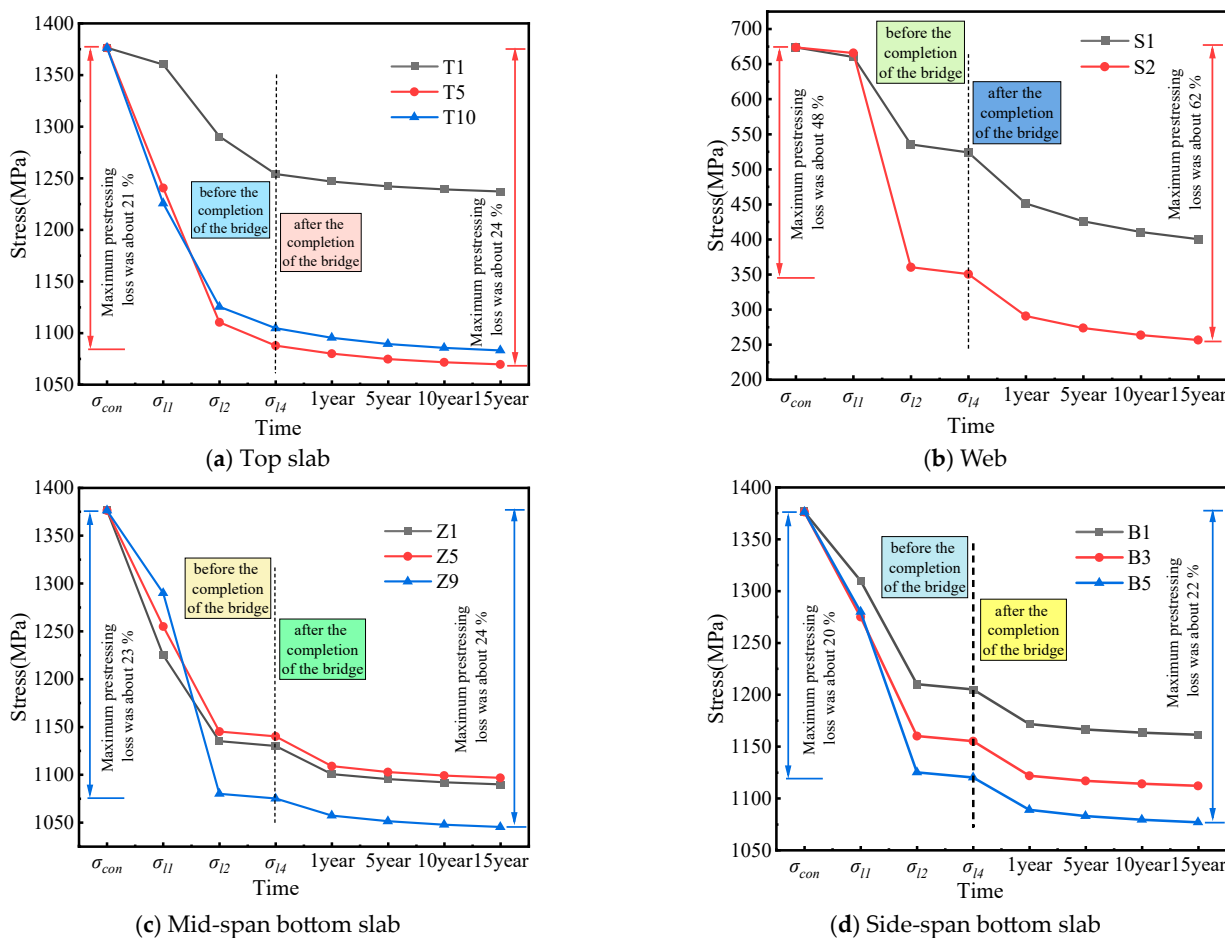 1400
1350
1300
1250
1200
1150
1100
1050
Stress(MPa)
Maximum prestressing
loss was about 21 %
T1
T5
T10
before the
completion
of the bridge
after the
completion
of the bridge
Maximum prestressing
loss was about 24 %
σcon σl1 σl2 σl4 1year 5year 10year 15year
Time
(a) Top slab
700
650
600
550
500
450
400
350
300
250
200
Stress(MPa)
Maximum prestressing
loss was about 48 %
before the
completion
of the bridge
after the
completion
of the bridge
S1
S2
Maximum prestressing
loss was about 62 %
σcon σl1 σl2 σl4 1year 5year 10year 15year
Time
(b) Web
1400
1350
1300
1250
1200
1150
1100
1050
Stress(MPa)
Maximum prestressing
loss was about 23 %
before the
completion
of the bridge
after the
completion
of the bridge
Z1
Z5
Z9
Maximum prestressing
loss was about 24 %
σcon σl1 σl2 σl4 1year 5year 10year 15year
Time
(c) Mid-span bottom slab
1400
1350
1300
1250
1200
1150
1100
1050
Stress(MPa)
Maximum prestressing
loss was about 20 %
before the
completion
of the bridge
after the
completion
of the bridge
B1
B3
B5
Maximum prestressing
loss was about 22 %
σcon σl1 σl2 σl4 1year 5year 10year 15year
Time
(d) Side-span bottom slab